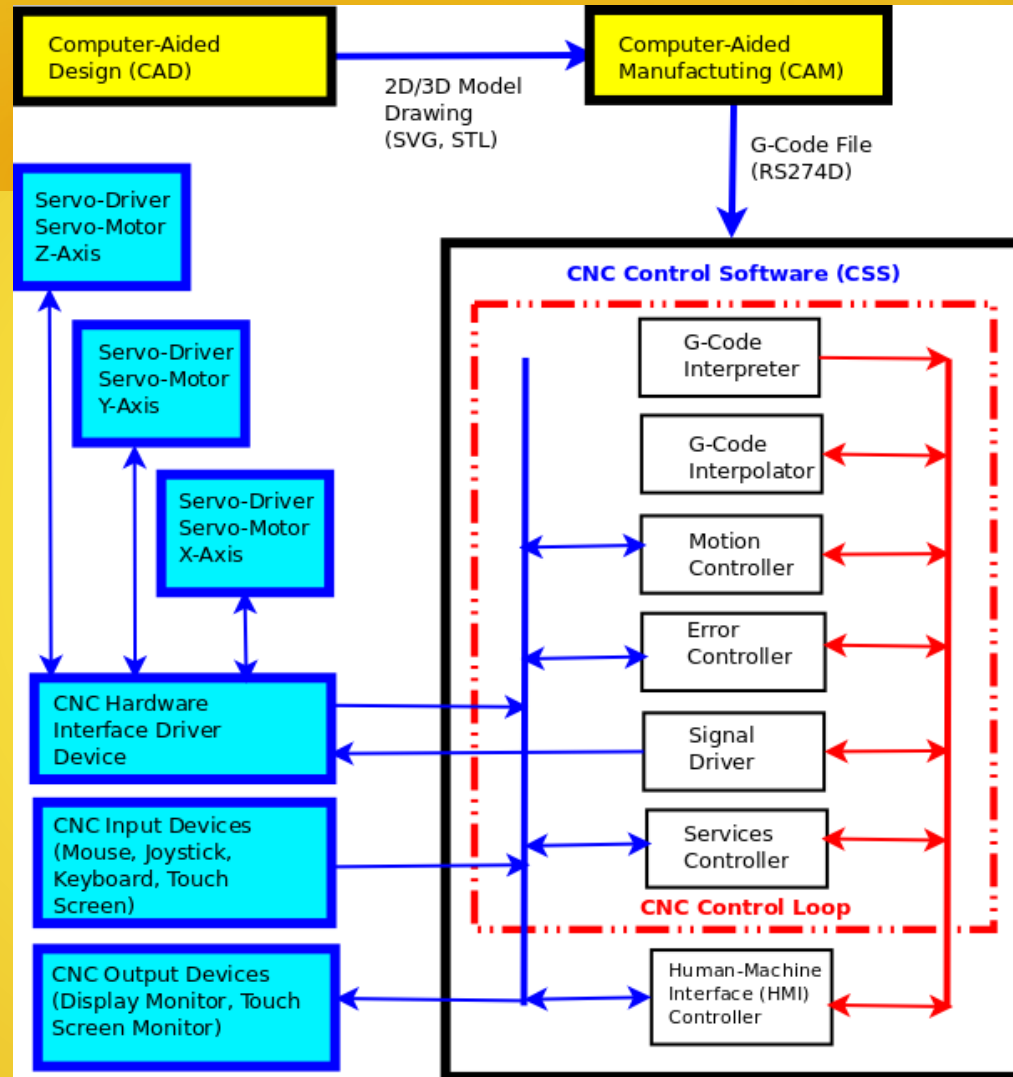 Computer-Aided
Design (CAD)
2D/3D Model
Drawing
(SVG, STL)
Computer-Aided
Manufactuting (CAM)
G-Code File
(RS274D)
Servo-Driver
Servo-Motor
Z-Axis
Servo-Driver
Servo-Motor
Y-Axis
Servo-Driver
Servo-Motor
X-Axis
CNC Hardware
Interface Driver
Device
CNC Input Devices
(Mouse, Joystick,
Keyboard, Touch
Screen)
CNC Output Devices
(Display Monitor, Touch
Screen Monitor)
CNC Control Software (CSS)
G-Code
Interpreter
G-Code
Interpolator
Motion
Controller
Error
Controller
Signal
Driver
Services
Controller
CNC Control Loop
Human-Machine
Interface (HMI)
Controller